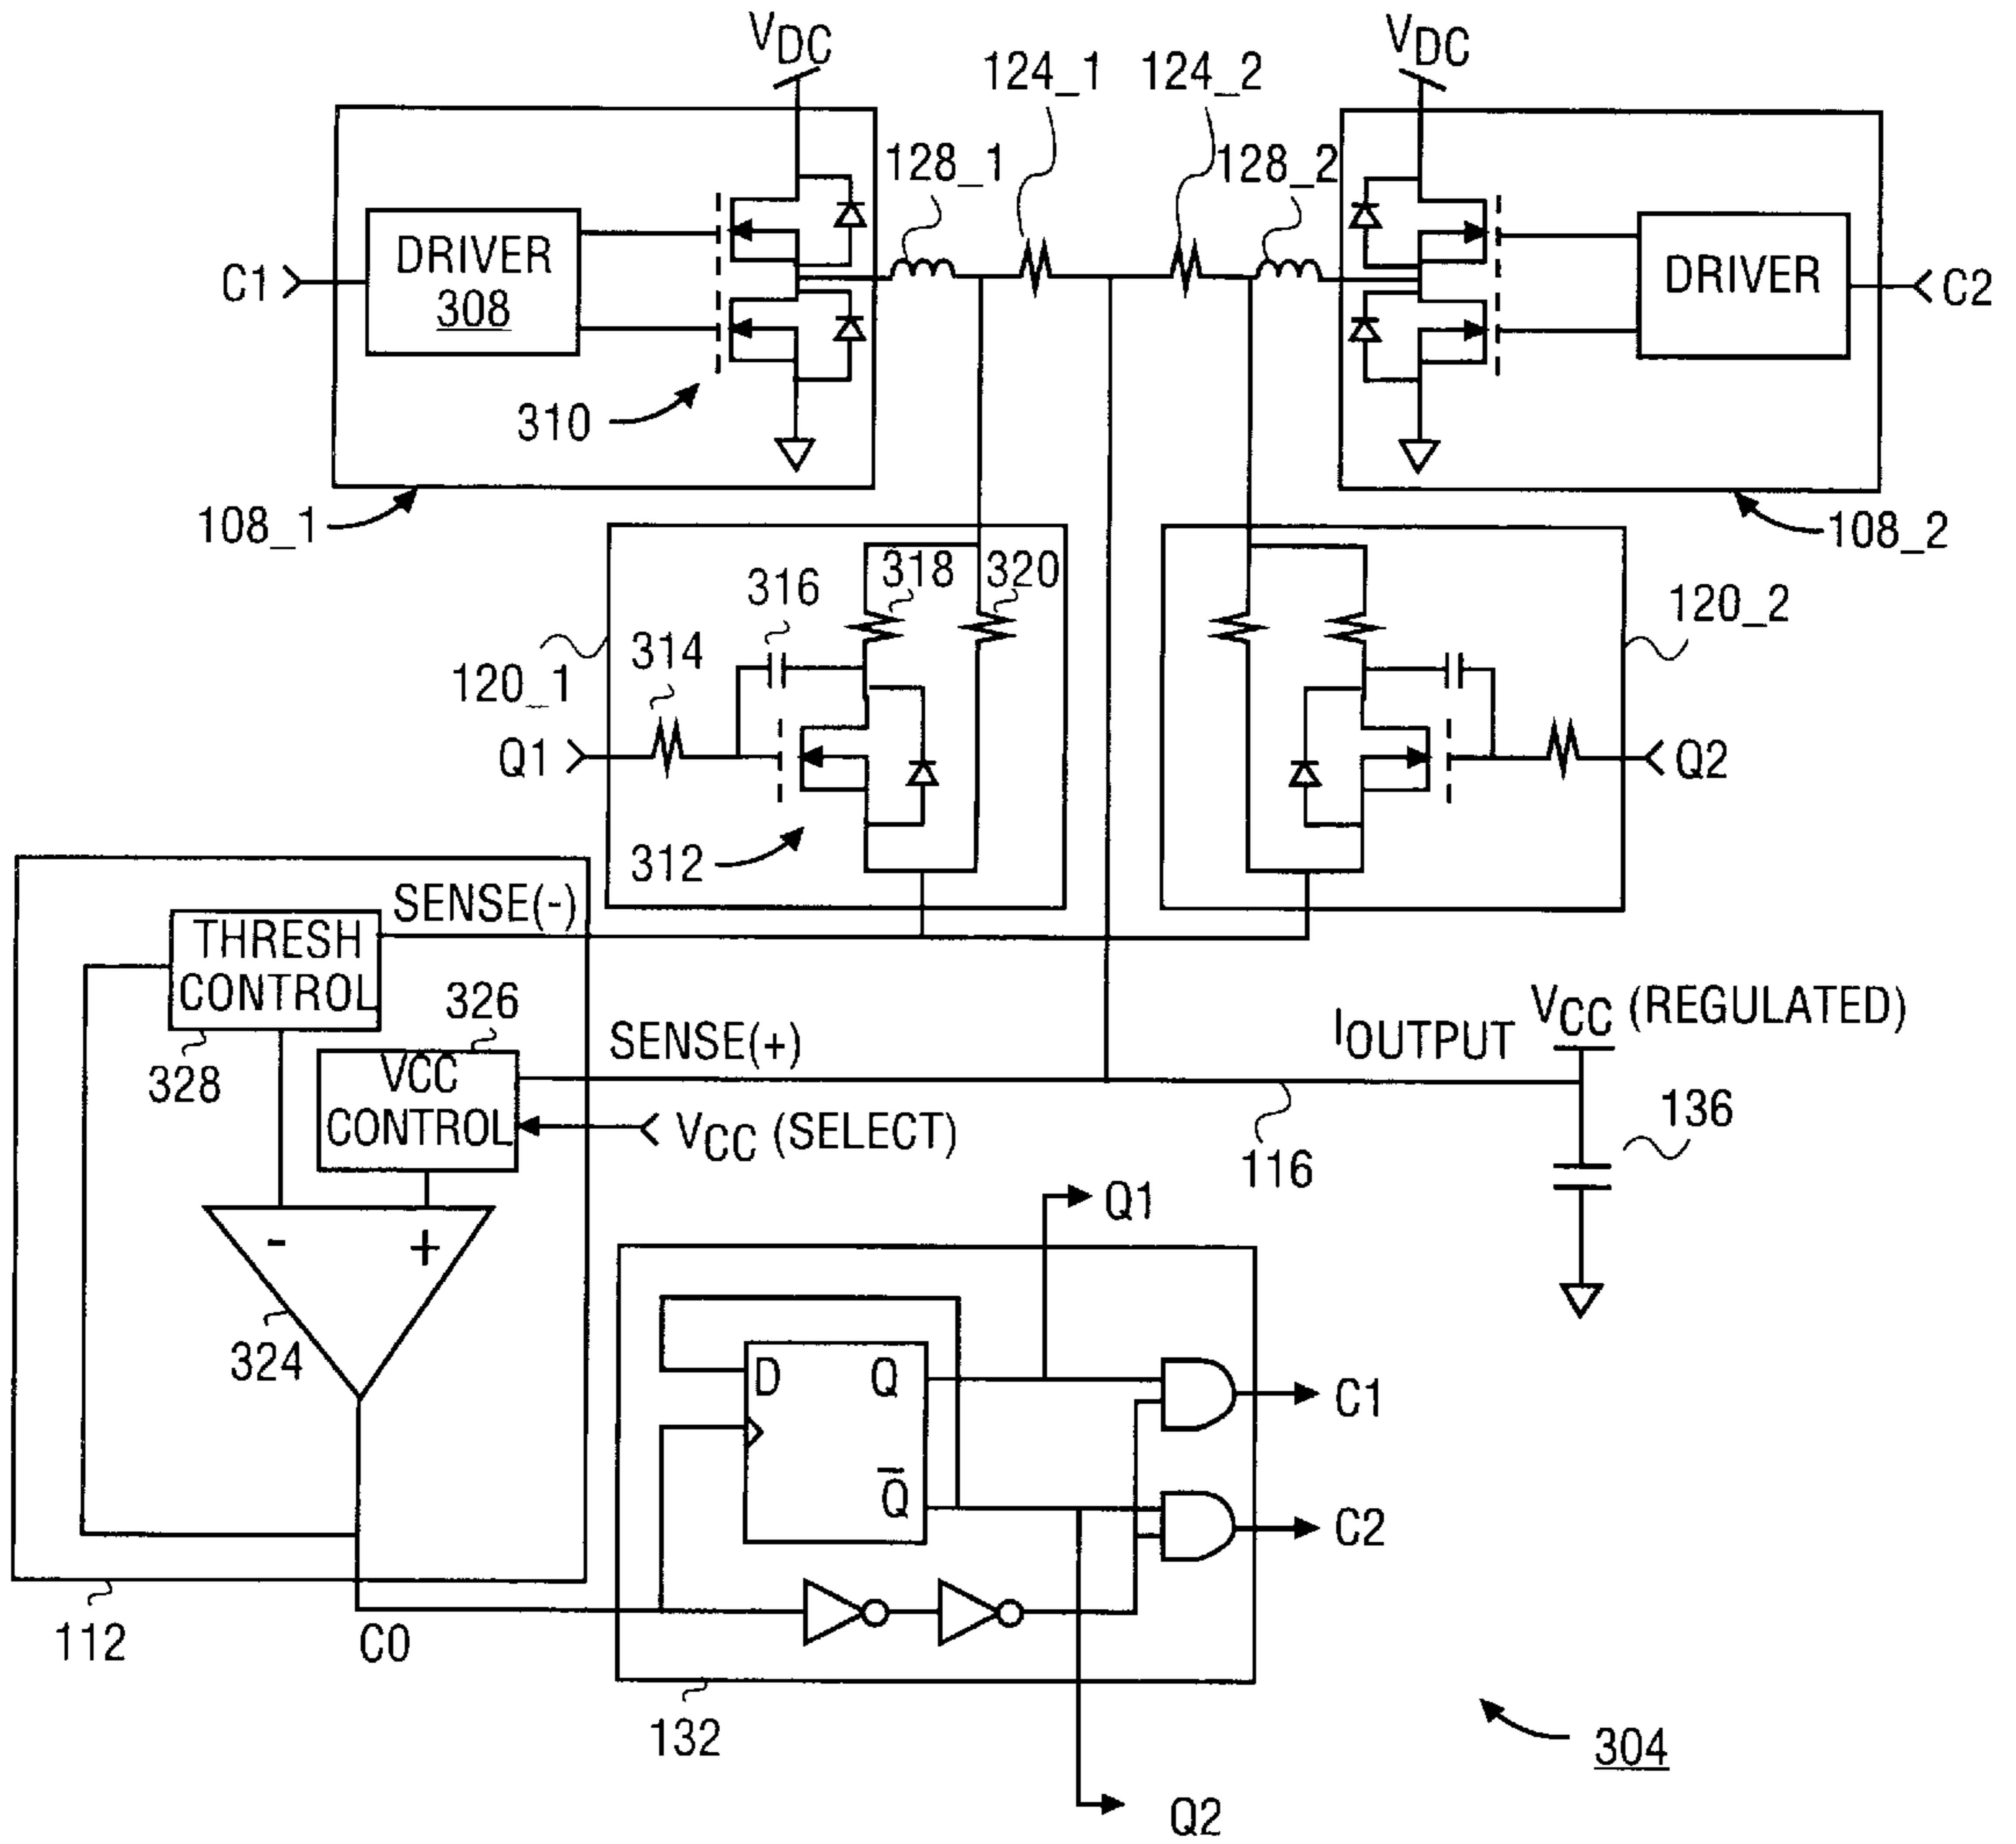 VDC
VDC
124_1
124_2
128_1
128_2
C1
DRIVER
308
DRIVER
C2
310
108_1
108_2
318
320
316
314
120_1
120_2
Q1
Q2
312
SENSE(-)
THRESH
CONTROL
326
328
SENSE(+)
IOUTPUT
VCC (REGULATED)
VCC
CONTROL
VCC (SELECT)
136
116
Q1
-
+
324
D
Q
C1
Q̅
C2
112
C0
132
304
Q2